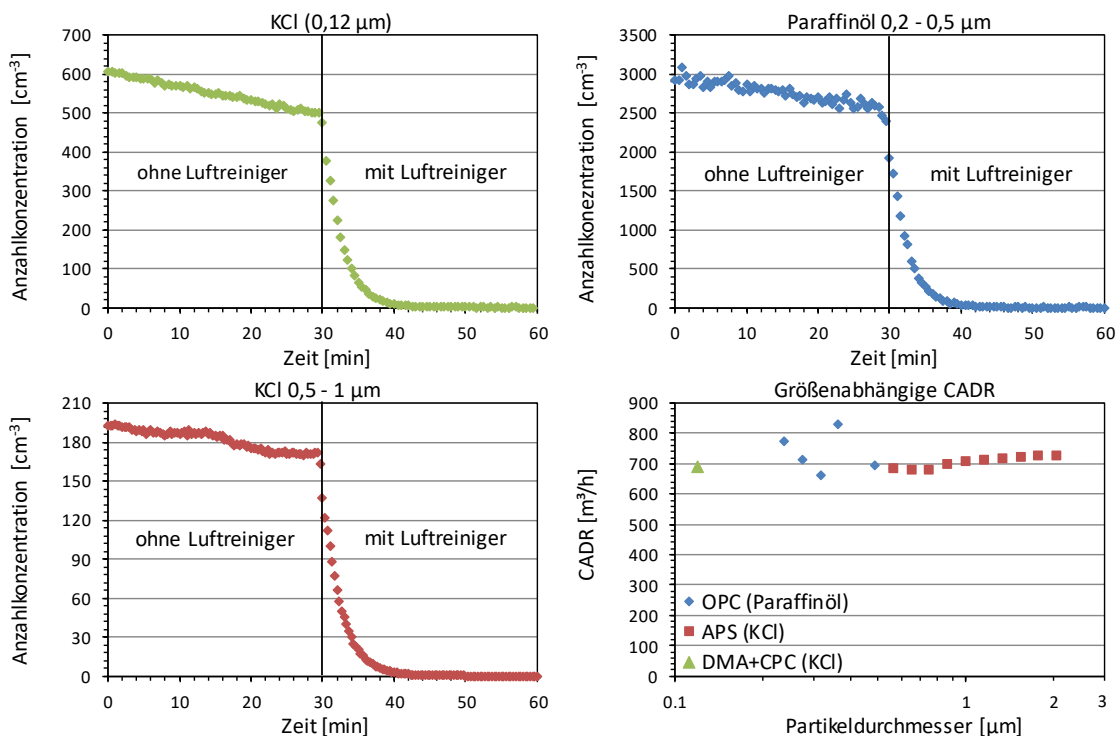 KCl (0,12 µm)
Anzahlkonzentration [cm⁻³]
700
600
500
400
300
200
100
0
ohne Luftreiniger
mit Luftreiniger
0 10 20 30 40 50 60
Zeit [min]
Paraffinöl 0,2 - 0,5 µm
Anzahlkonezntration [cm⁻³]
3500
3000
2500
2000
1500
1000
500
0
ohne Luftreiniger
mit Luftreiniger
0 10 20 30 40 50 60
Zeit [min]
KCl 0,5 - 1 µm
Anzahlkonzentration [cm⁻³]
210
180
150
120
90
60
30
0
ohne Luftreiniger
mit Luftreiniger
0 10 20 30 40 50 60
Zeit [min]
Größenabhängige CADR
CADR [m³/h]
900
800
700
600
500
400
300
200
100
0
OPC (Paraffinöl)
APS (KCl)
DMA+CPC (KCl)
0.1 1 2 3
Partikeldurchmesser [µm]